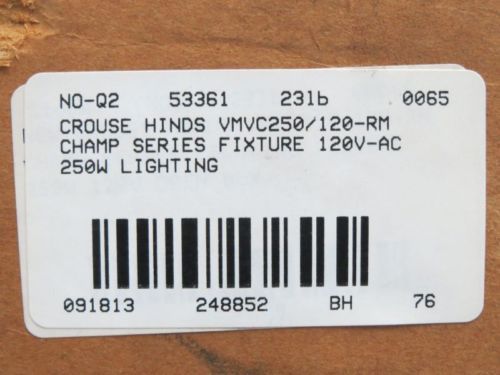 NO-Q2 53361 23lb 0065
CROUSE HINDS VMVC250/120-RM
CHAMP SERIES FIXTURE 120V-AC
250W LIGHTING
091813 248852 BH 76